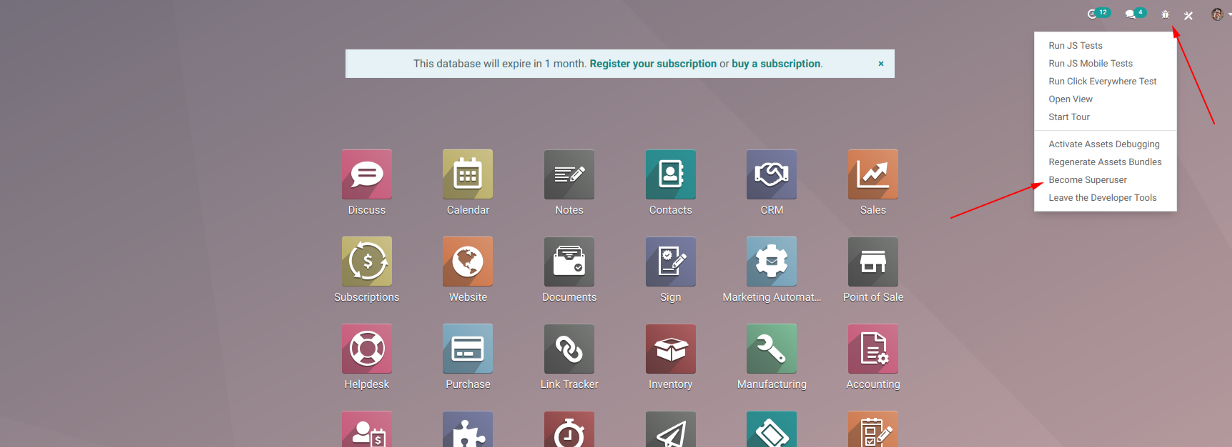 12
4
Run JS Tests
Run JS Mobile Tests
Run Click Everywhere Test
Open View
Start Tour
Activate Assets Debugging
Regenerate Assets Bundles
Become Superuser
Leave the Developer Tools
This database will expire in 1 month. Register your subscription or buy a subscription. ×
Discuss Calendar Notes Contacts CRM Sales
Subscriptions Website Documents Sign Marketing Automat... Point of Sale
Helpdesk Purchase Link Tracker Inventory Manufacturing Accounting